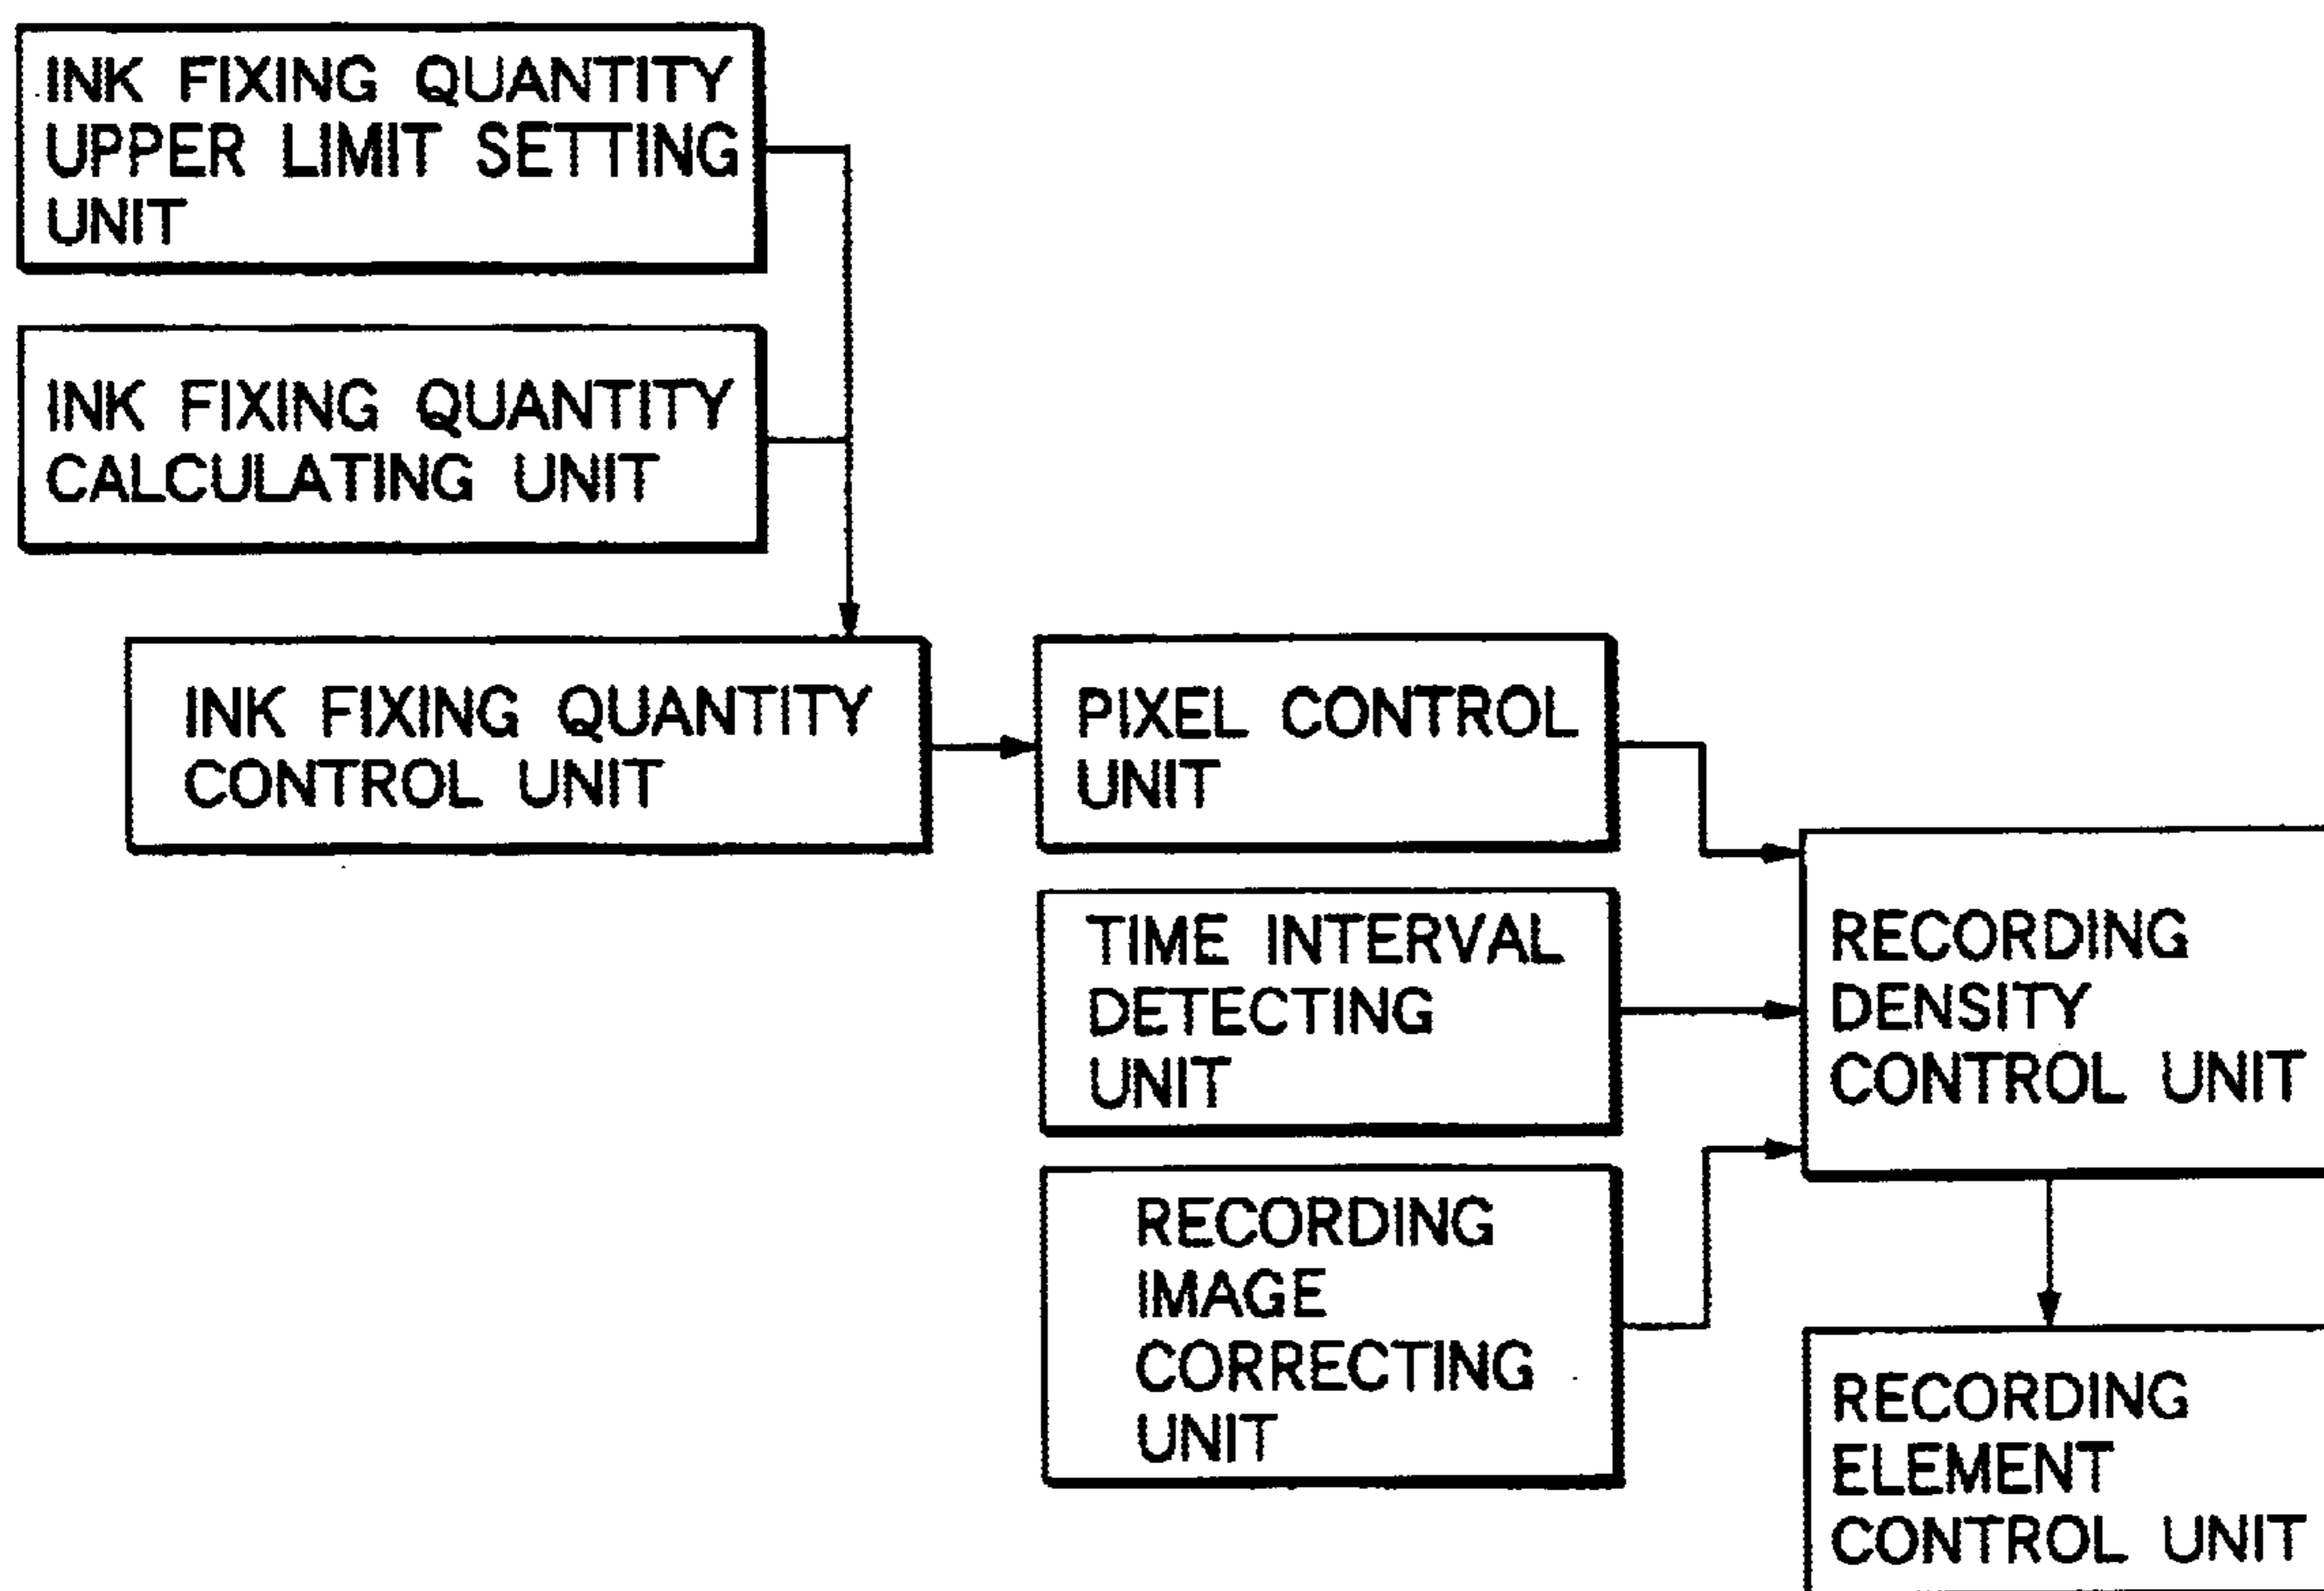 INK FIXING QUANTITY
UPPER LIMIT SETTING
UNIT
INK FIXING QUANTITY
CALCULATING UNIT
INK FIXING QUANTITY
CONTROL UNIT
PIXEL CONTROL
UNIT
TIME INTERVAL
DETECTING
UNIT
RECORDING
DENSITY
CONTROL UNIT
RECORDING
IMAGE
CORRECTING
UNIT
RECORDING
ELEMENT
CONTROL UNIT